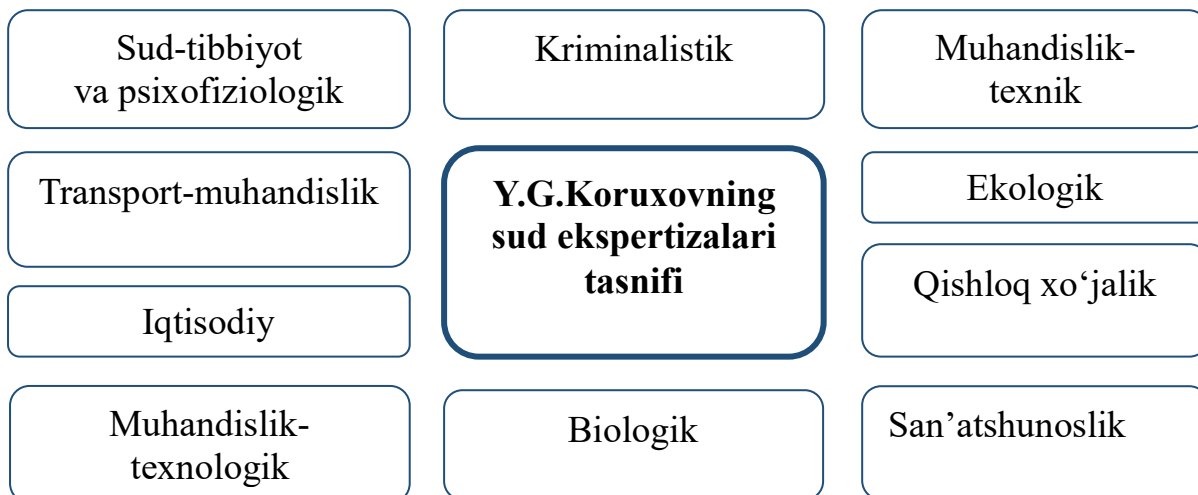 Sud-tibbiyot
va psixofiziologik
Kriminalistik
Muhandislik-
texnik
Transport-muhandislik
Y.G.Koruxovning
sud ekspertizalari
tasnifi
Ekologik
Qishloq xo‘jalik
Iqtisodiy
Muhandislik-
texnologik
Biologik
San’atshunoslik